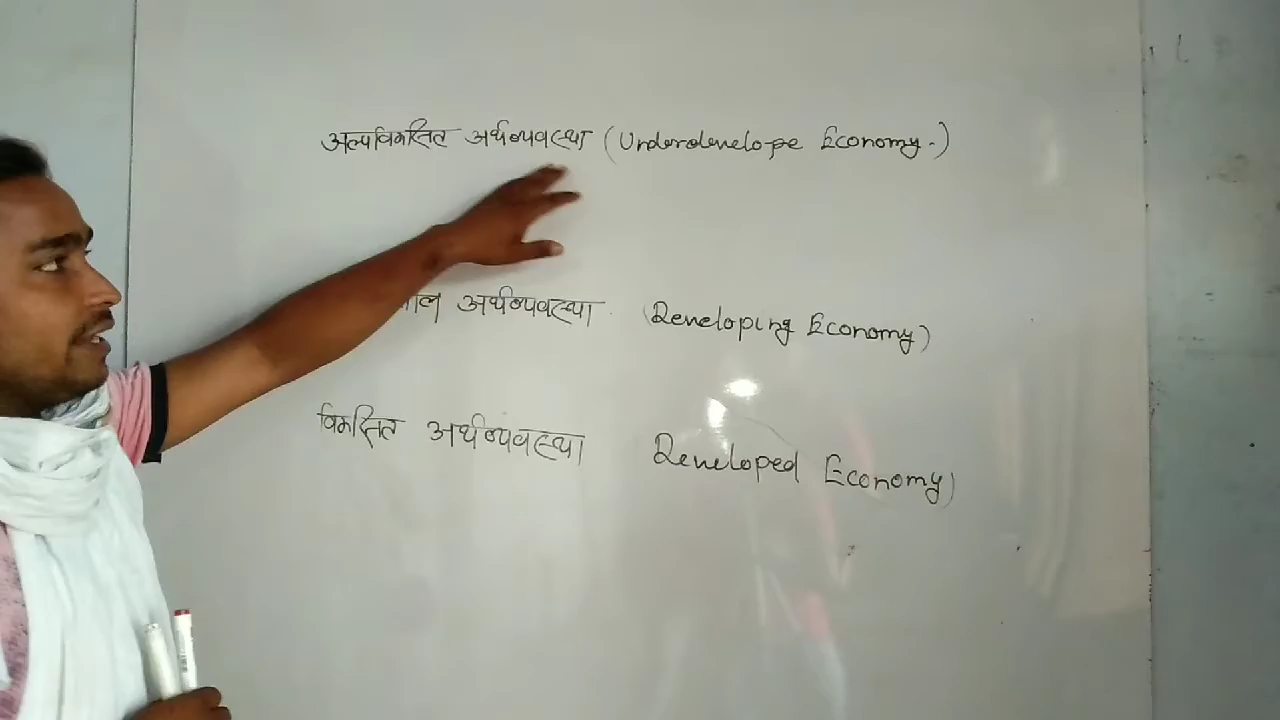 अल्पविकसित अर्थव्यवस्था (Underdevelope Economy.)
अर्थव्यवस्था (Developing Economy)
विकसित अर्थव्यवस्था Developed Economy)